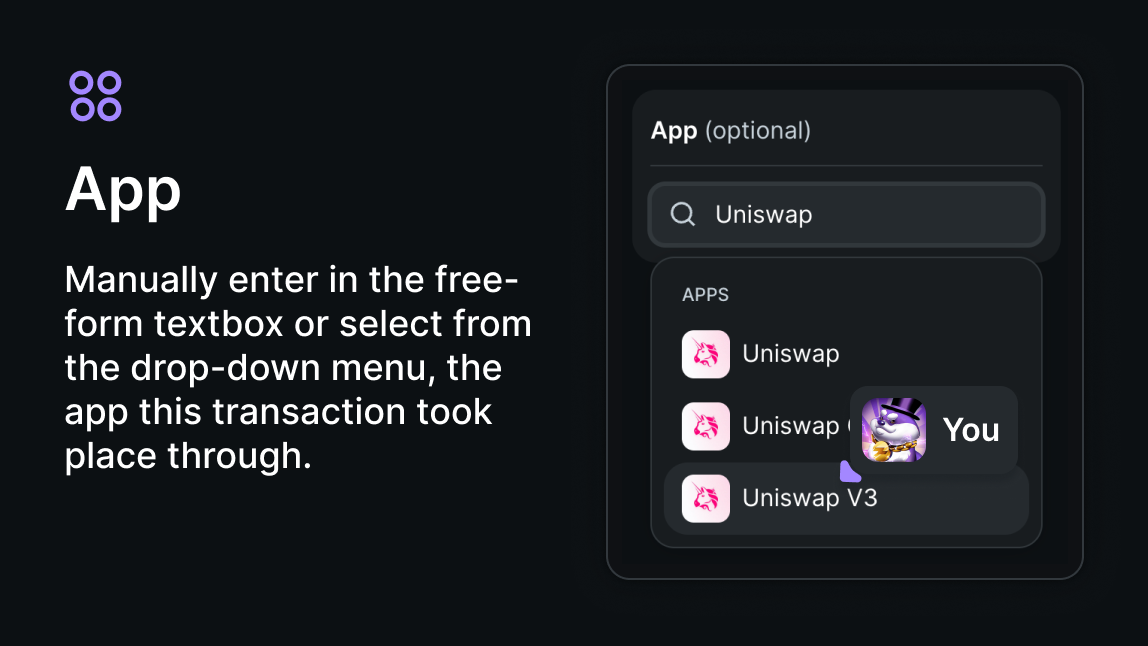 App
Manually enter in the free-
form textbox or select from
the drop-down menu, the
app this transaction took
place through.
App (optional)
Uniswap
APPS
Uniswap
Uniswap
You
Uniswap V3